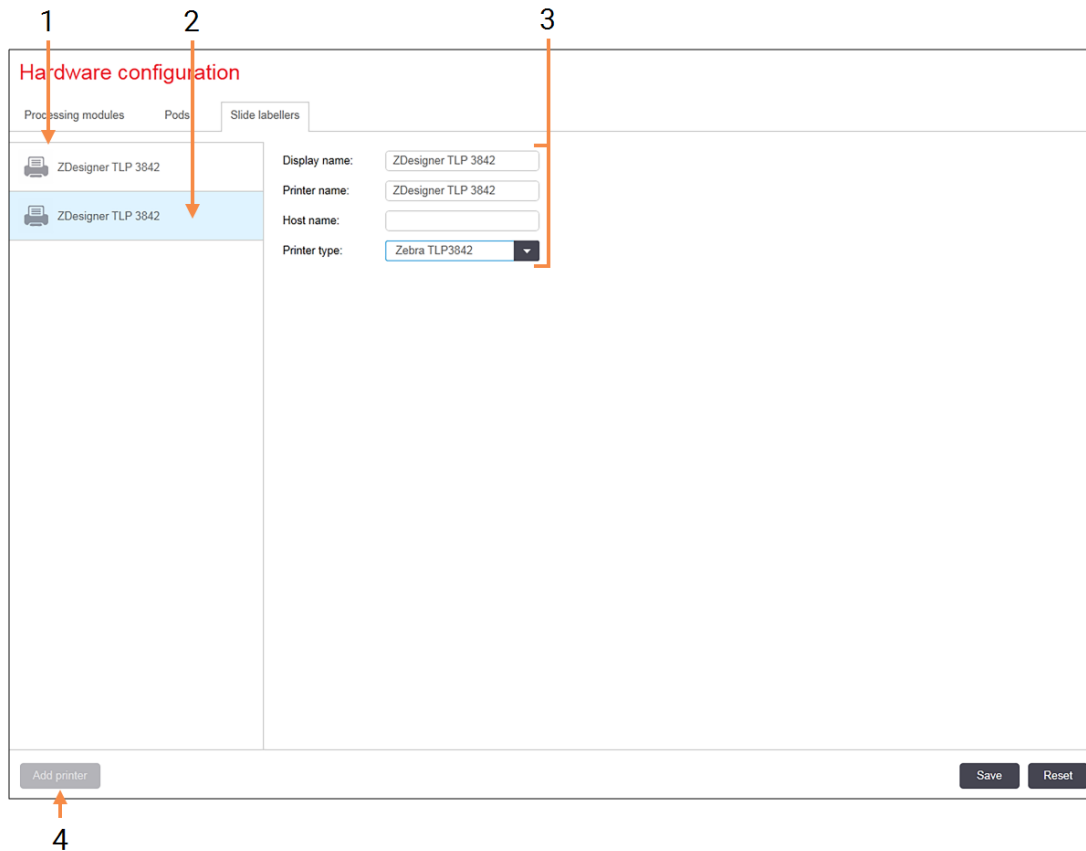 1 2 3
Hardware configuration
Processing modules Pods Slide labellers
ZDesigner TLP 3842
ZDesigner TLP 3842
Display name: ZDesigner TLP 3842
Printer name: ZDesigner TLP 3842
Host name:
Printer type: Zebra TLP3842
Add printer Save Reset
4